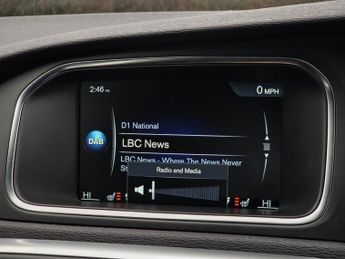 2:46
0 MPH
D1 National
DAB
LBC News
LBC News - Where The News Never
Radio and Media
HI
HI